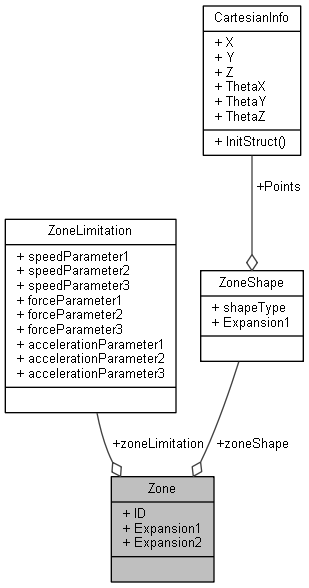 CartesianInfo
+ X
+ Y
+ Z
+ ThetaX
+ ThetaY
+ ThetaZ
+ InitStruct()
+Points
ZoneLimitation
+ speedParameter1
+ speedParameter2
+ speedParameter3
+ forceParameter1
+ forceParameter2
+ forceParameter3
+ accelerationParameter1
+ accelerationParameter2
+ accelerationParameter3
ZoneShape
+ shapeType
+ Expansion1
+zoneLimitation
+zoneShape
Zone
+ ID
+ Expansion1
+ Expansion2